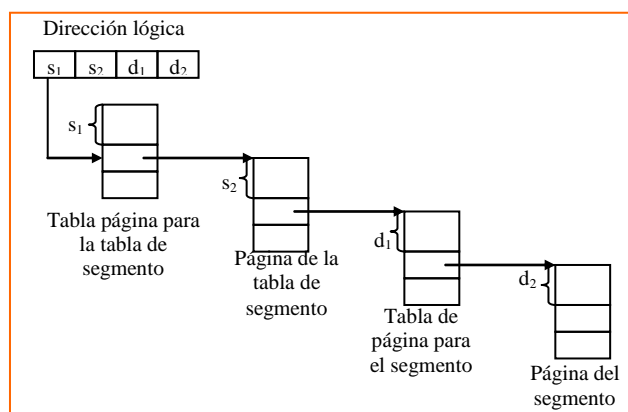 Dirección lógica
s1 s2 d1 d2
s1
s2
d1
d2
Tabla página para
la tabla de
segmento
Página de la
tabla de
segmento
Tabla de
página para
el segmento
Página del
segmento